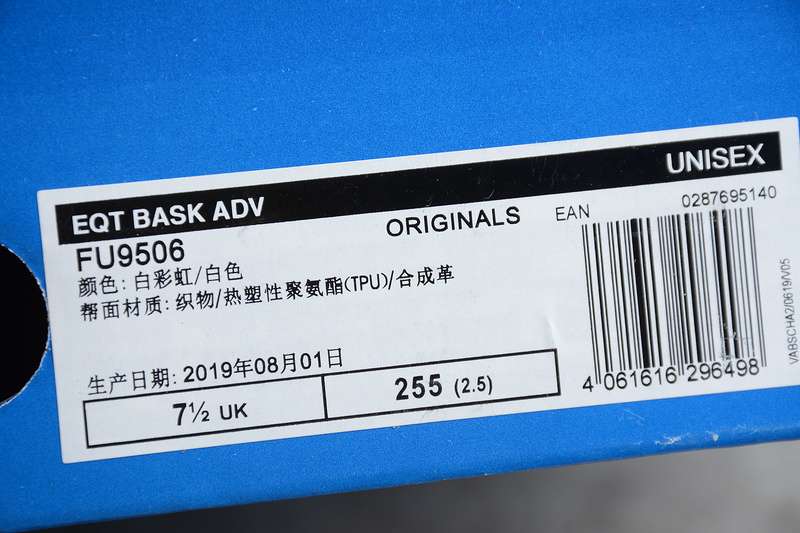 EQT BASK ADV UNISEX
FU9506 ORIGINALS EAN 0287695140
颜色: 白彩虹/白色
帮面材质: 织物/热塑性聚氨酯(TPU)/合成革
生产日期: 2019年08月01日
7½ UK 255 (2.5)
4 061616 296498
VABSCHA2/0619/V05